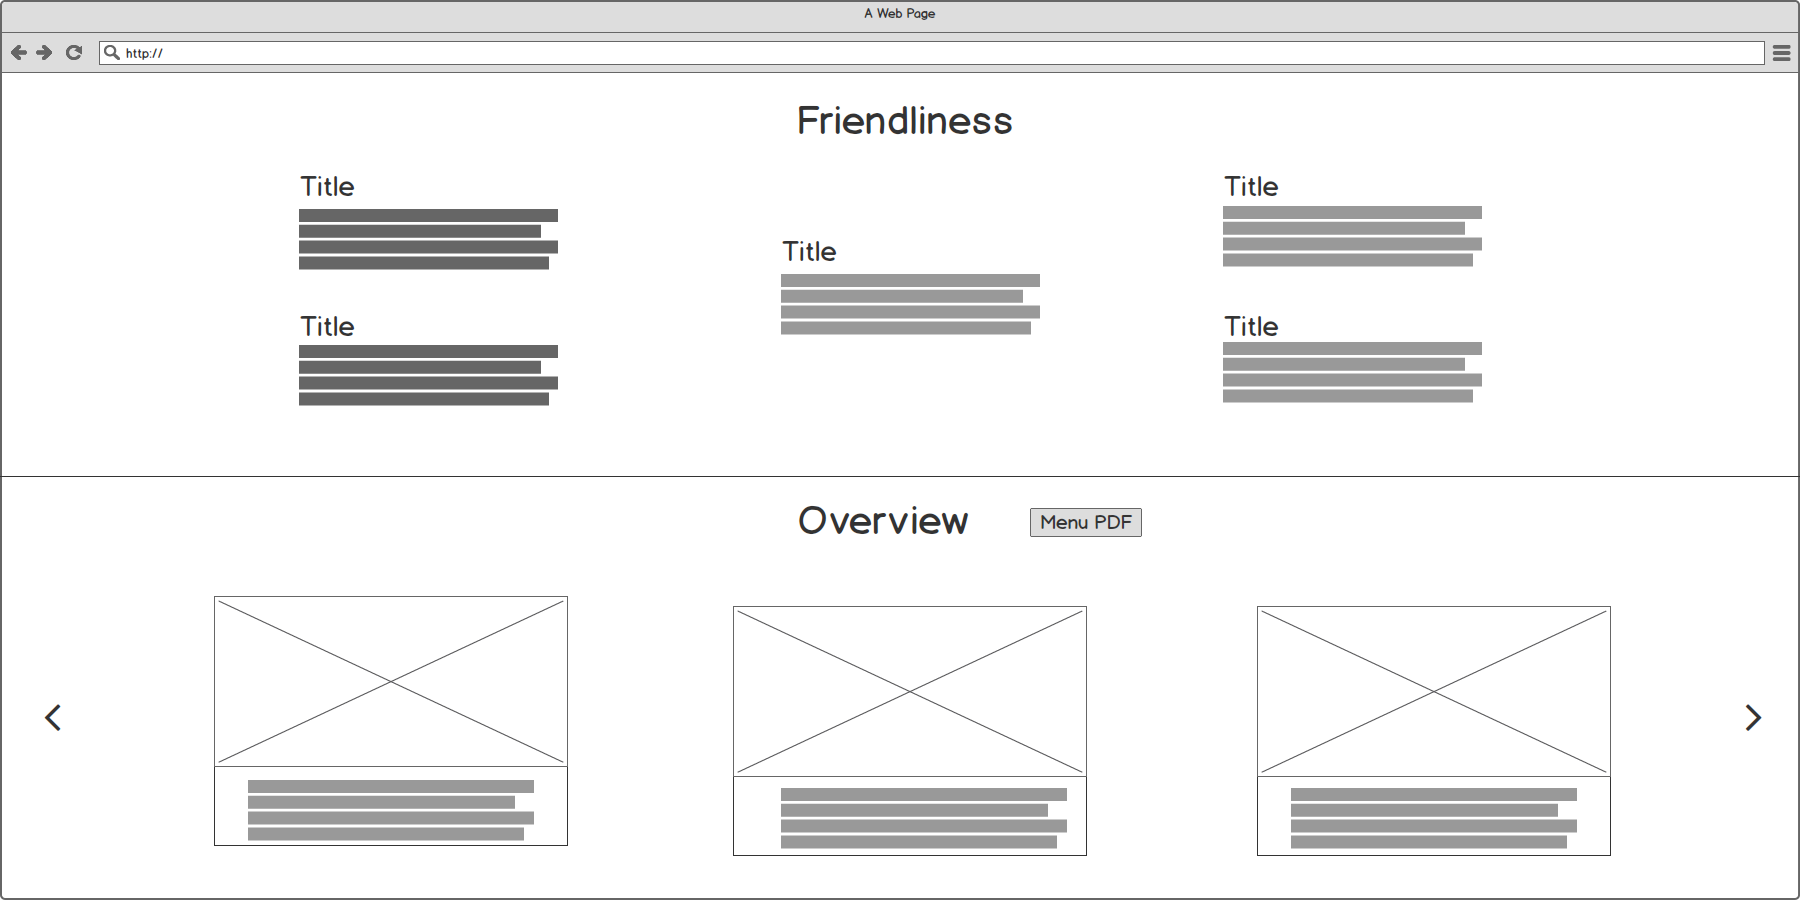 A Web Page
http://
Friendliness
Title
Title
Title
Title
Title
Overview
Menu PDF